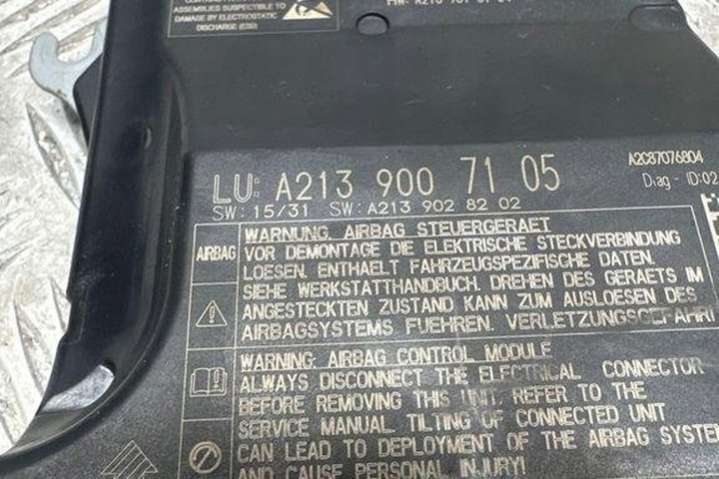 ASSEMBLIES SUSPECTIBLE TO
DAMAGE BY ELECTROSTATIC
DISCHARGE (ESD)
LU: A213 900 71 05
A2C87076804
Diag - ID:02
SW: 15/31 SW: A213 902 82 02
AIRBAG
WARNUNG, AIRBAG STEUERGERAET
VOR DEMONTAGE DIE ELEKTRISCHE STECKVERBINDUNG
LOESEN. ENTHAELT FAHRZEUGSPEZIFISCHE DATEN.
SIEHE WERKSTATTHANDBUCH. DREHEN DES GERAETS IM
ANGESTECKTEN ZUSTAND KANN ZUM AUSLOESEN DES
AIRBAGSYSTEMS FUEHREN. VERLETZUNGSGEFAHR!
WARNING: AIRBAG CONTROL MODULE
ALWAYS DISCONNECT THE ELECTRICAL CONNECTOR
BEFORE REMOVING THIS UNIT, REFER TO THE
SERVICE MANUAL TILTING OF CONNECTED UNIT
CAN LEAD TO DEPLOYMENT OF THE AIRBAG SYSTEM
AND CAUSE PERSONAL INJURY!